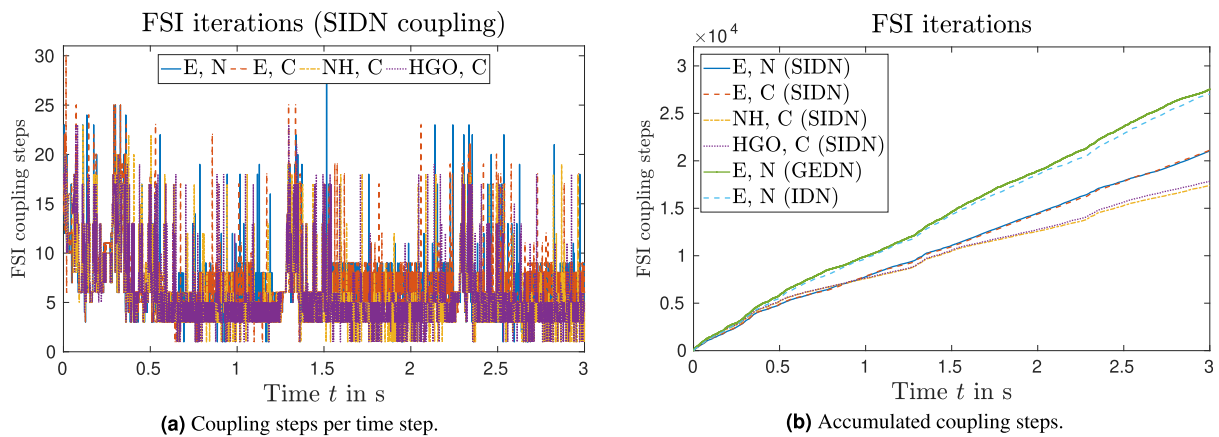 FSI iterations (SIDN coupling)
E, N
E, C
NH, C
HGO, C
FSI coupling steps
30
25
20
15
10
5
0
0
0.5
1
1.5
2
2.5
3
Time t in s
(a) Coupling steps per time step.
FSI iterations
×10⁴
E, N (SIDN)
E, C (SIDN)
NH, C (SIDN)
HGO, C (SIDN)
E, N (GEDN)
E, N (IDN)
FSI coupling steps
3
2.5
2
1.5
1
0.5
0
0
0.5
1
1.5
2
2.5
3
Time t in s
(b) Accumulated coupling steps.